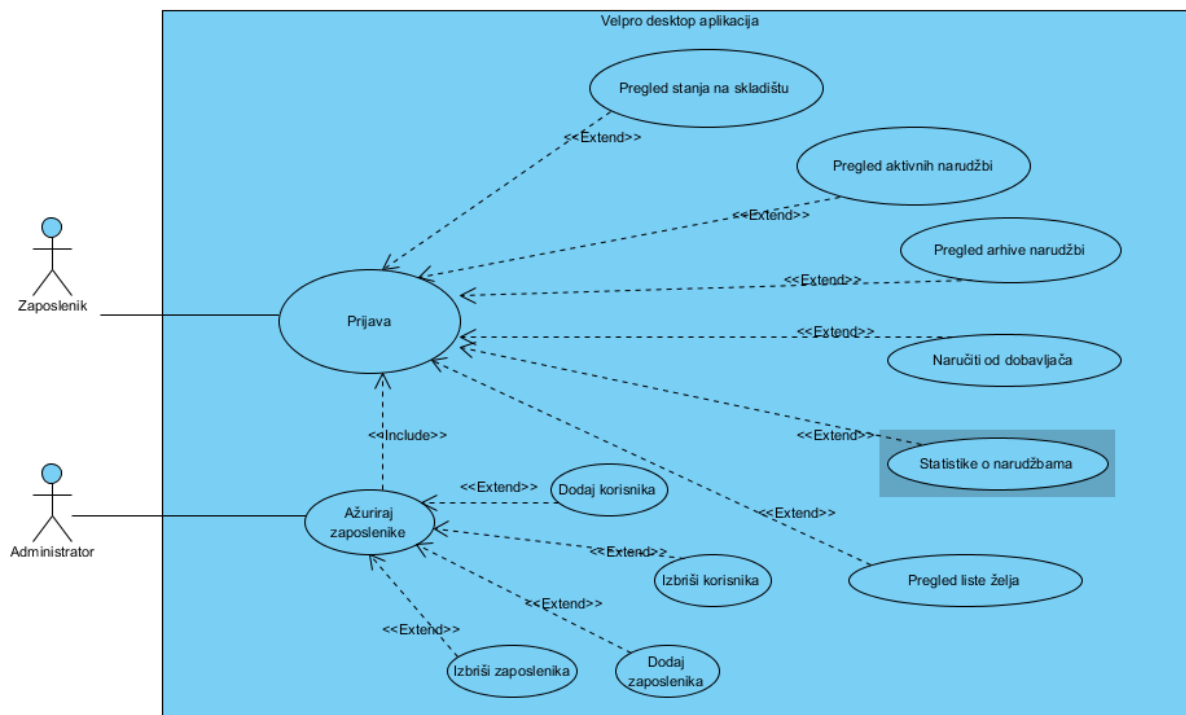 Velpro desktop aplikacija
Pregled stanja na skladištu
<<Extend>>
Pregled aktivnih narudžbi
<<Extend>>
Pregled arhive narudžbi
<<Extend>>
Zaposlenik
Prijava
<<Extend>>
Naručiti od dobavljača
<<Include>>
<<Extend>>
Statistike o narudžbama
<<Extend>>
Dodaj korisnika
Ažuriraj
zaposlenike
<<Extend>>
Administrator
<<Extend>>
Izbriši korisnika
Pregled liste želja
<<Extend>>
<<Extend>>
Izbriši zaposlenika
Dodaj
zaposlenika